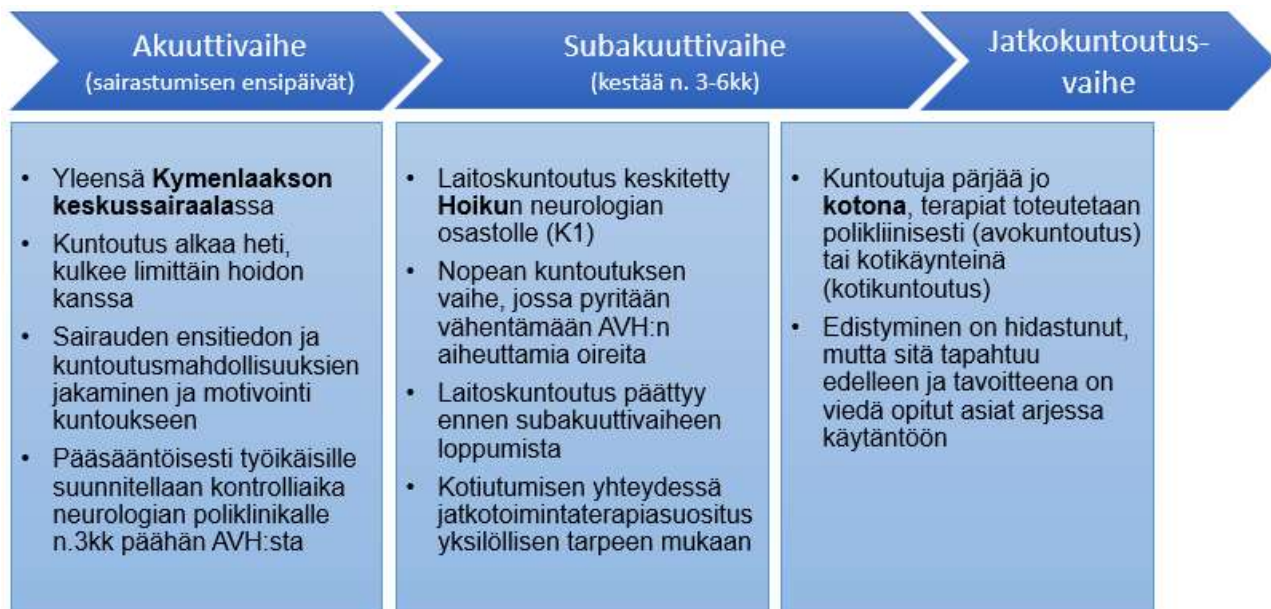 Akuuttivaihe
(sairastumisen ensipäivät)
Subakuuttivaihe
(kestää n. 3-6kk)
Jatkokuntoutus-
vaihe
• Yleensä Kymenlaakson
keskussairaalassa
• Kuntoutus alkaa heti,
kulkee limittäin hoidon
kanssa
• Sairauden ensitiedon ja
kuntoutusmahdollisuuksien
jakaminen ja motivointi
kuntoukseen
• Pääsääntöisesti työikäisille
suunnitellaan kontrolliaika
neurologian poliklinikalle
n.3kk päähän AVH:sta
• Laitoskuntoutus keskitetty
Hoikun neurologian
osastolle (K1)
• Nopean kuntoutuksen
vaihe, jossa pyritään
vähentämään AVH:n
aiheuttamia oireita
• Laitoskuntoutus päättyy
ennen subakuuttivaiheen
loppumista
• Kotiutumisen yhteydessä
jatkotoimintaterapiasuositus
yksilöllisen tarpeen mukaan
• Kuntoutuja pärjää jo
kotona, terapiat toteutetaan
polikliinisesti (avokuntoutus)
tai kotikäynteinä
(kotikuntoutus)
• Edistyminen on hidastunut,
mutta sitä tapahtuu
edelleen ja tavoitteena on
viedä opitut asiat arjessa
käytäntöön